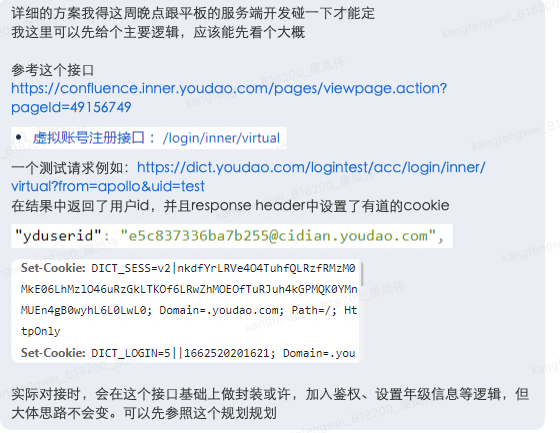 详细的方案我得这周晚点跟平板的服务端开发碰一下才能定
我这里可以先给个主要逻辑，应该能先看个大概
参考这个接口
https://confluence.inner.youdao.com/pages/viewpage.action?
pageId=49156749
• 虚拟账号注册接口：/login/inner/virtual
一个测试请求例如：https://dict.youdao.com/logintest/acc/login/inner/
virtual?from=apollo&uid=test
在结果中返回了用户id，并且response header中设置了有道的cookie
"yduserid": "e5c837336ba7b255@cidian.youdao.com",
Set-Cookie: DICT_SESS=v2|nkdfYrLRVe4O4TuhfQLRzfRMzM0
MkE06LhMzlO46uRzGkLTKOf6LRwZhMOEOfTuRJuh4kGPMQK0YMn
MUEn4gB0wyhL6L0LwL0; Domain=.youdao.com; Path=/; Ht
tpOnly
Set-Cookie: DICT_LOGIN=5||1662520201621; Domain=.you
实际对接时，会在这个接口基础上做封装或许，加入鉴权、设置年级信息等逻辑，但
大体思路不会变。可以先参照这个规划规划